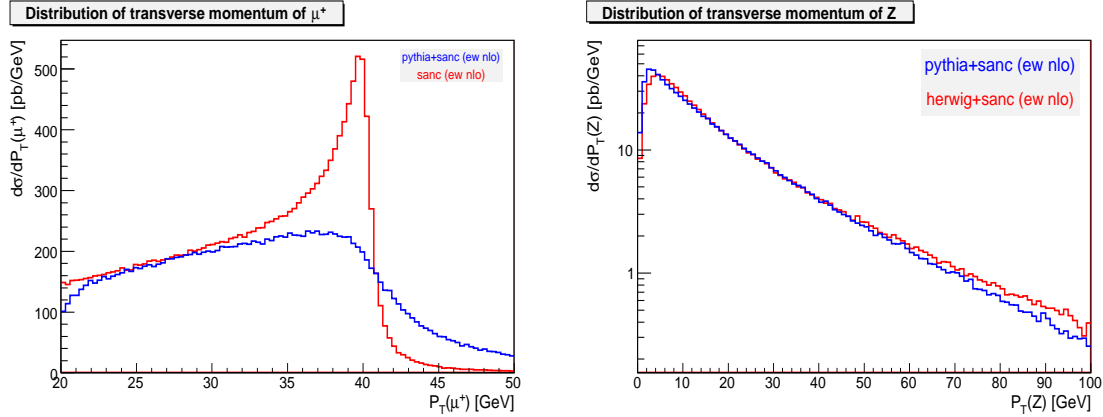 Distribution of transverse momentum of μ⁺
dσ/dP_T(μ⁺) [pb/GeV]
500
400
300
200
100
0
pythia+sanc (ew nlo)
sanc (ew nlo)
20 25 30 35 40 45 50
P_T(μ⁺) [GeV]
Distribution of transverse momentum of Z
dσ/dP_T(Z) [pb/GeV]
10
1
pythia+sanc (ew nlo)
herwig+sanc (ew nlo)
0 10 20 30 40 50 60 70 80 90 100
P_T(Z) [GeV]